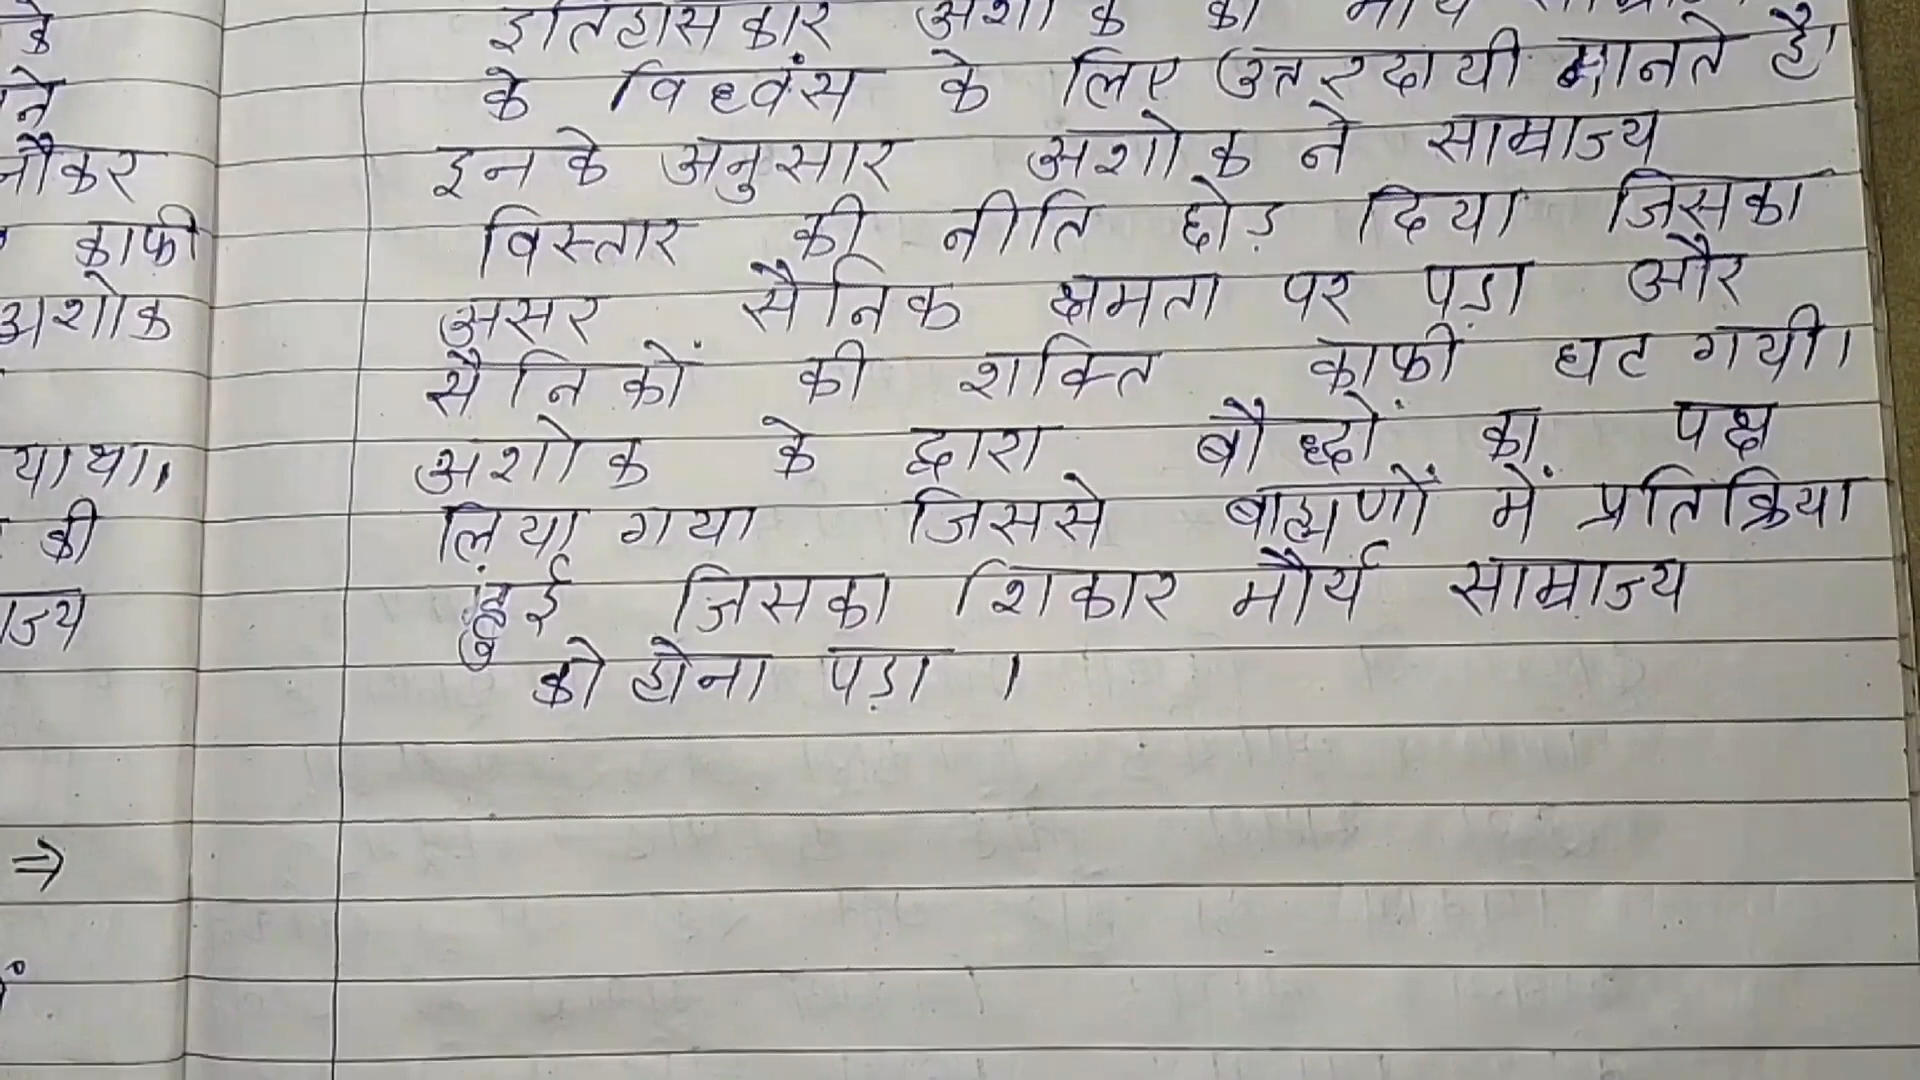 के
ने
नौकर
काफी
अशोक
या था।
की
ज्य
⇒
इतिहासकार अशोक को मौर्य
के विध्वंस के लिए उत्तरदायी मानते है।
इनके अनुसार अशोक ने साम्राज्य
विस्तार की नीति छोड़ दिया जिसका
असर सैनिक क्षमता पर पड़ा और
सैनिकों की शक्ति काफी घट गयी।
अशोक के द्वारा बौध्दों का पक्ष
लिया गया जिससे बाह्मणों में प्रतिक्रिया
हुई जिसका शिकार मौर्य साम्राज्य
को होना पड़ा ।